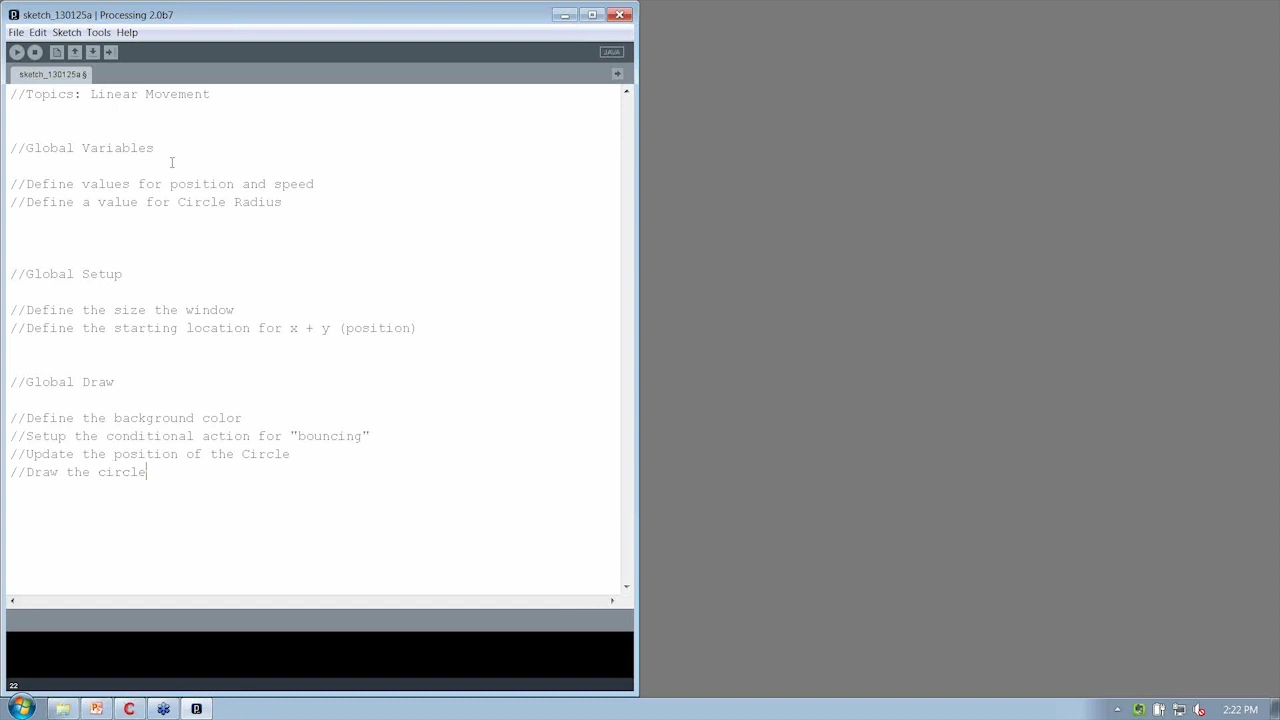 sketch_130125a | Processing 2.0b7
File Edit Sketch Tools Help
JAVA
sketch_130125a §
//Topics: Linear Movement
//Global Variables
//Define values for position and speed
//Define a value for Circle Radius
//Global Setup
//Define the size the window
//Define the starting location for x + y (position)
//Global Draw
//Define the background color
//Setup the conditional action for "bouncing"
//Update the position of the Circle
//Draw the circle
22
2:22 PM